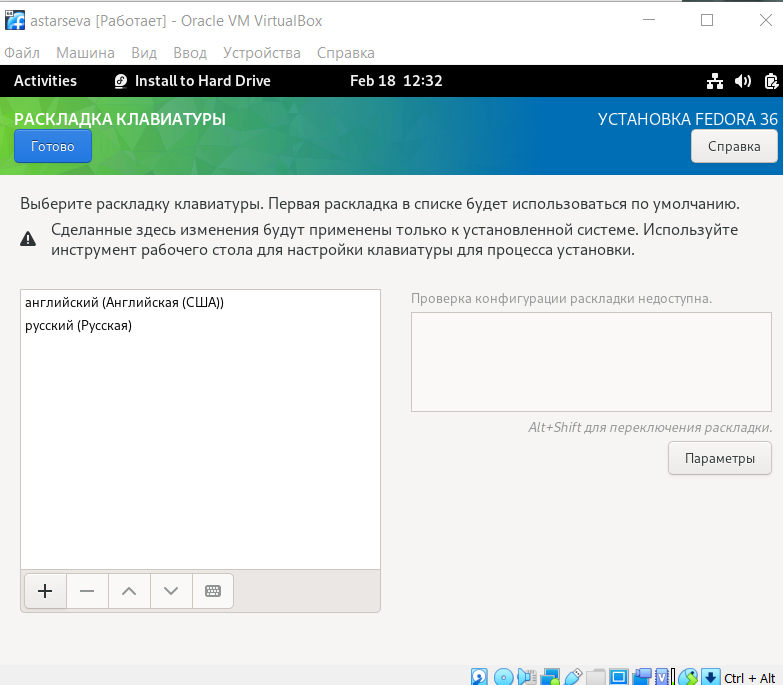 astarseva [Работает] - Oracle VM VirtualBox
Файл Машина Вид Ввод Устройства Справка
Activities Install to Hard Drive Feb 18 12:32
РАСКЛАДКА КЛАВИАТУРЫ УСТАНОВКА FEDORA 36
Готово Справка
Выберите раскладку клавиатуры. Первая раскладка в списке будет использоваться по умолчанию.
Сделанные здесь изменения будут применены только к установленной системе. Используйте
инструмент рабочего стола для настройки клавиатуры для процесса установки.
английский (Английская (США))
русский (Русская)
Проверка конфигурации раскладки недоступна.
Alt+Shift для переключения раскладки.
Параметры
Ctrl + Alt